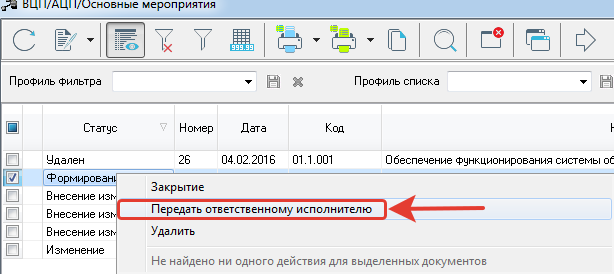 ВЦП/АЦП/Основные мероприятия
Профиль фильтра Профиль списка
Статус Номер Дата Код Н
Удален 26 04.02.2016 01.1.001 Обеспечение функционирования системы об
Формировани
Закрытие
Внесение изм
Передать ответственному исполнителю
Внесение изм
Удалить
Внесение изм
Изменение
Не найдено ни одного действия для выделенных документов